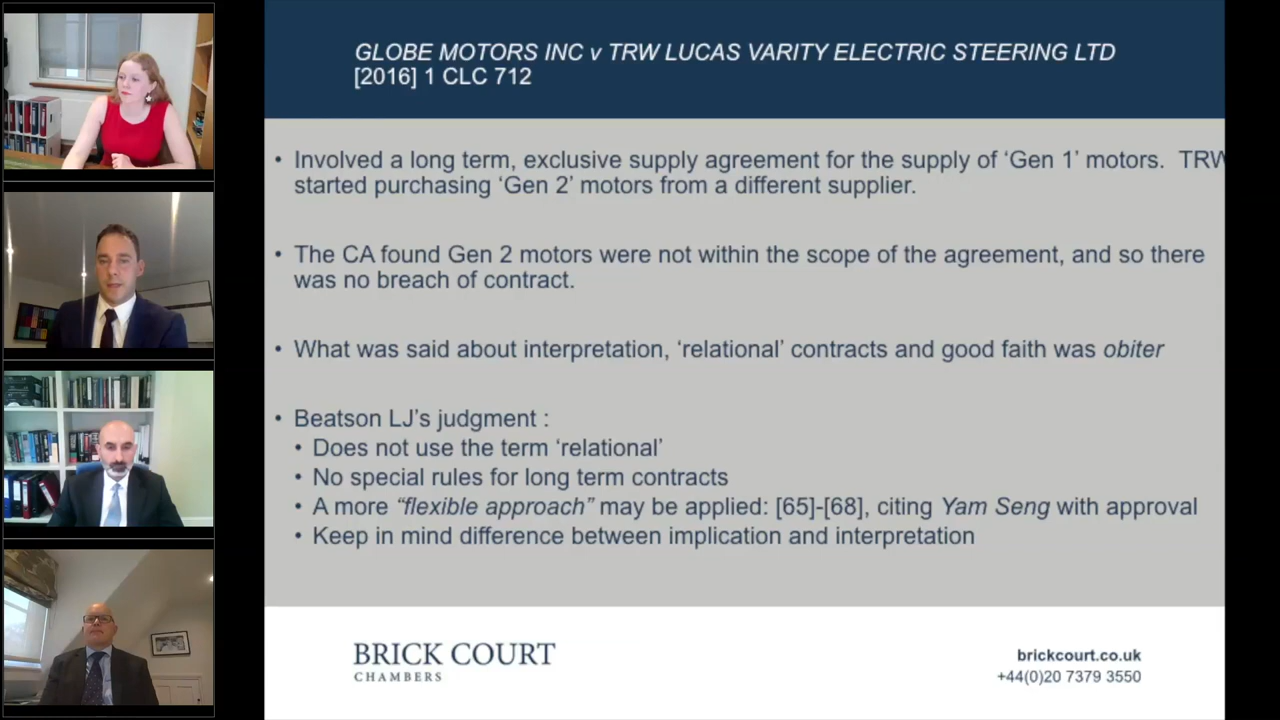 GLOBE MOTORS INC v TRW LUCAS VARITY ELECTRIC STEERING LTD
[2016] 1 CLC 712
• Involved a long term, exclusive supply agreement for the supply of ‘Gen 1’ motors. TRW
started purchasing ‘Gen 2’ motors from a different supplier.
• The CA found Gen 2 motors were not within the scope of the agreement, and so there
was no breach of contract.
• What was said about interpretation, ‘relational’ contracts and good faith was obiter
• Beatson LJ’s judgment :
• Does not use the term ‘relational’
• No special rules for long term contracts
• A more “flexible approach” may be applied: [65]-[68], citing Yam Seng with approval
• Keep in mind difference between implication and interpretation
BRICK COURT
CHAMBERS
brickcourt.co.uk
+44(0)20 7379 3550